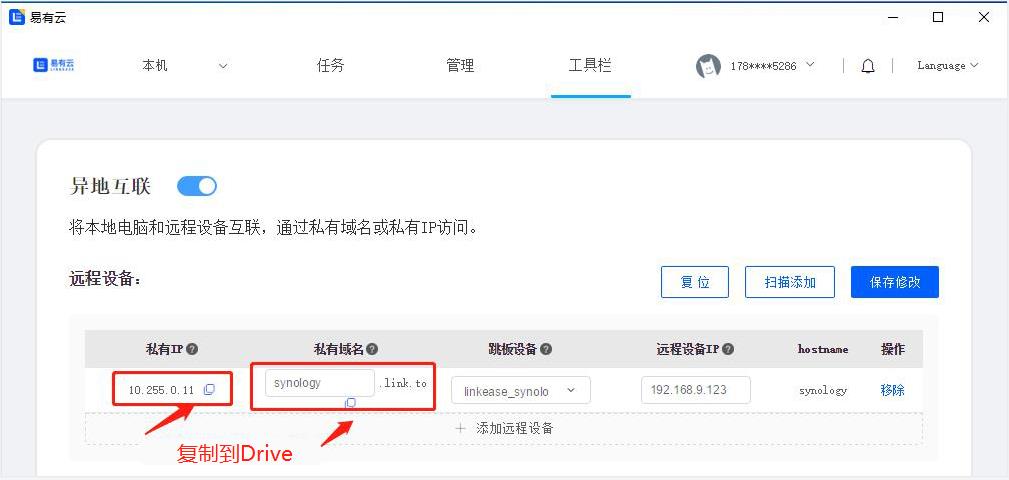 易有云
易有云
LINKEASE
本机
任务
管理
工具栏
178****5286
Language
异地互联
将本地电脑和远程设备互联，通过私有域名或私有IP访问。
远程设备：
复 位
扫描添加
保存修改
私有IP ?
私有域名 ?
跳板设备 ?
远程设备IP ?
hostname
操作
10.255.0.11
synology
.link.to
linkease_synolo
192.168.9.123
synology
移除
+ 添加远程设备
复制到Drive